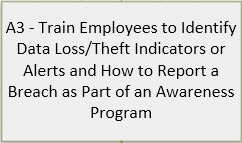 A3 - Train Employees to Identify
Data Loss/Theft Indicators or
Alerts and How to Report a
Breach as Part of an Awareness
Program